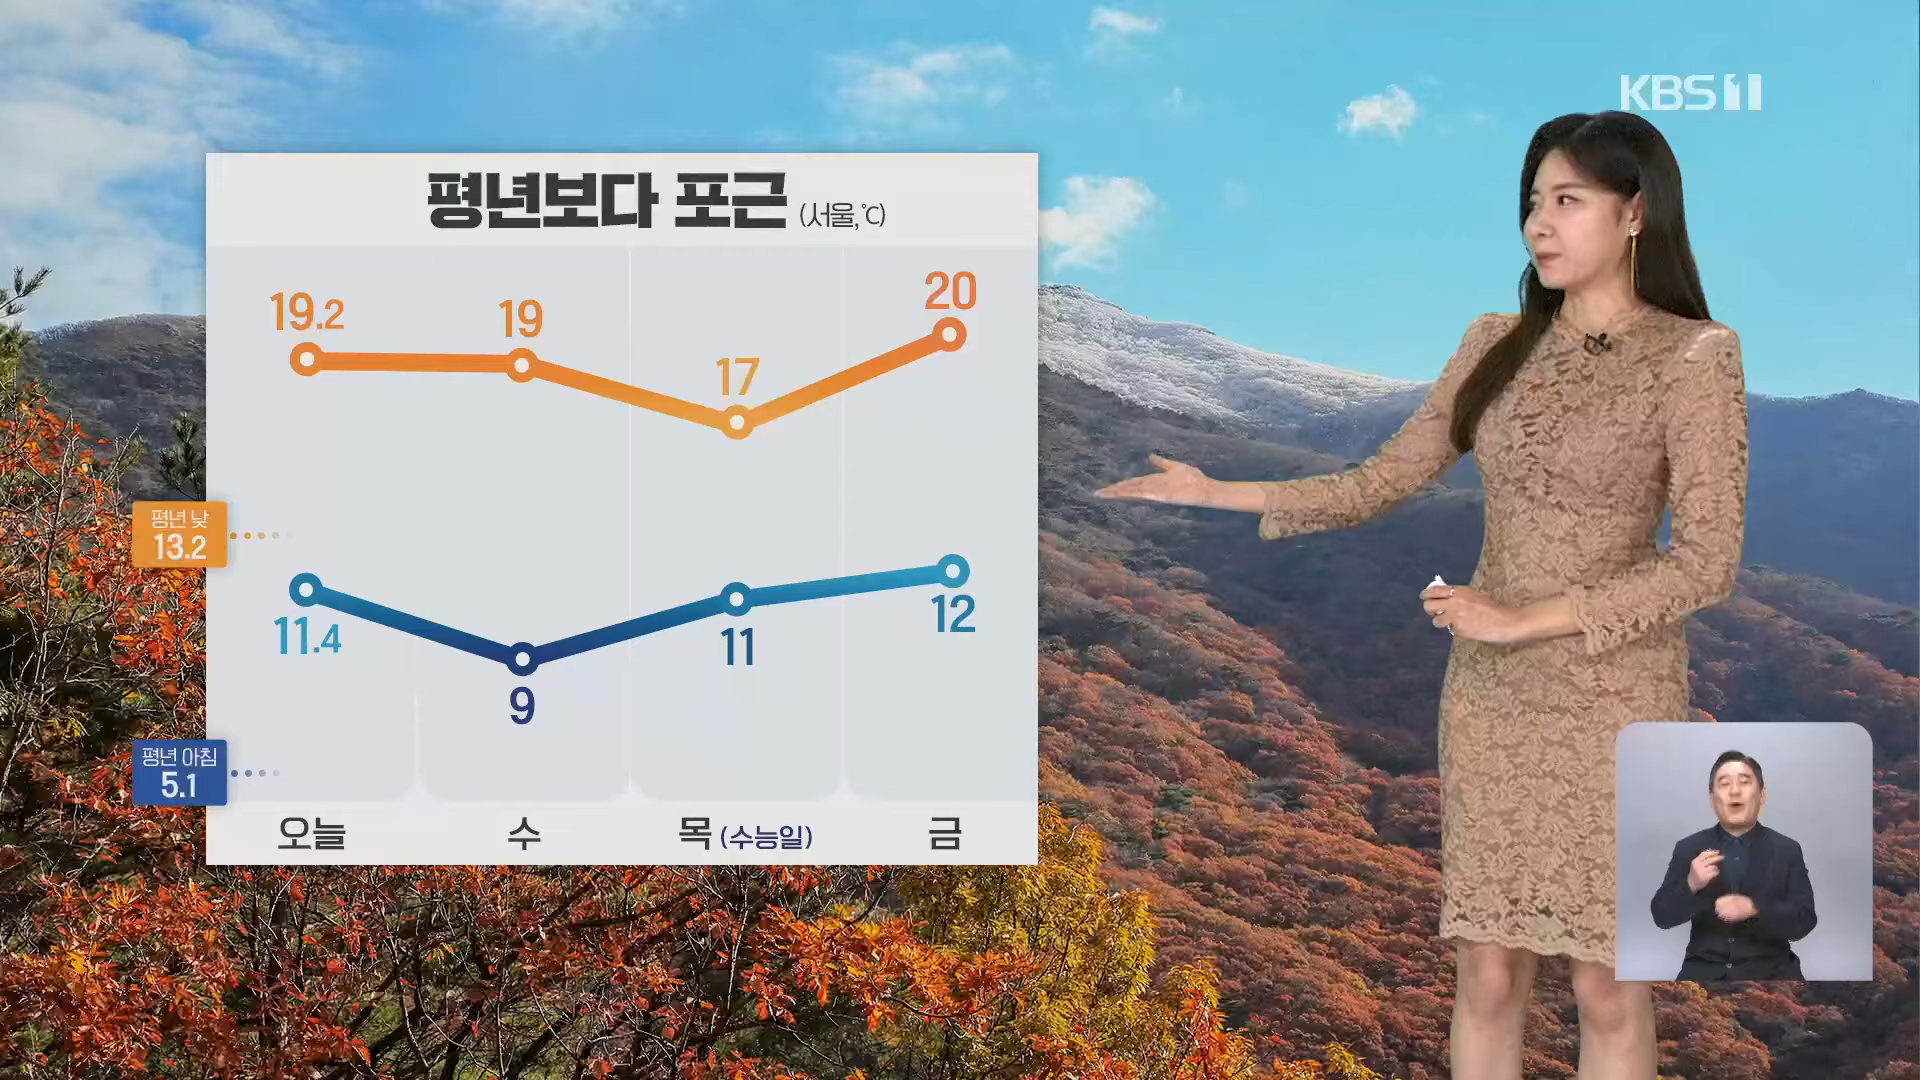 KBS 1
평년보다 포근 (서울,℃)
19.2
19
17
20
평년 낮
13.2
11.4
9
11
12
평년 아침
5.1
오늘
수
목 (수능일)
금